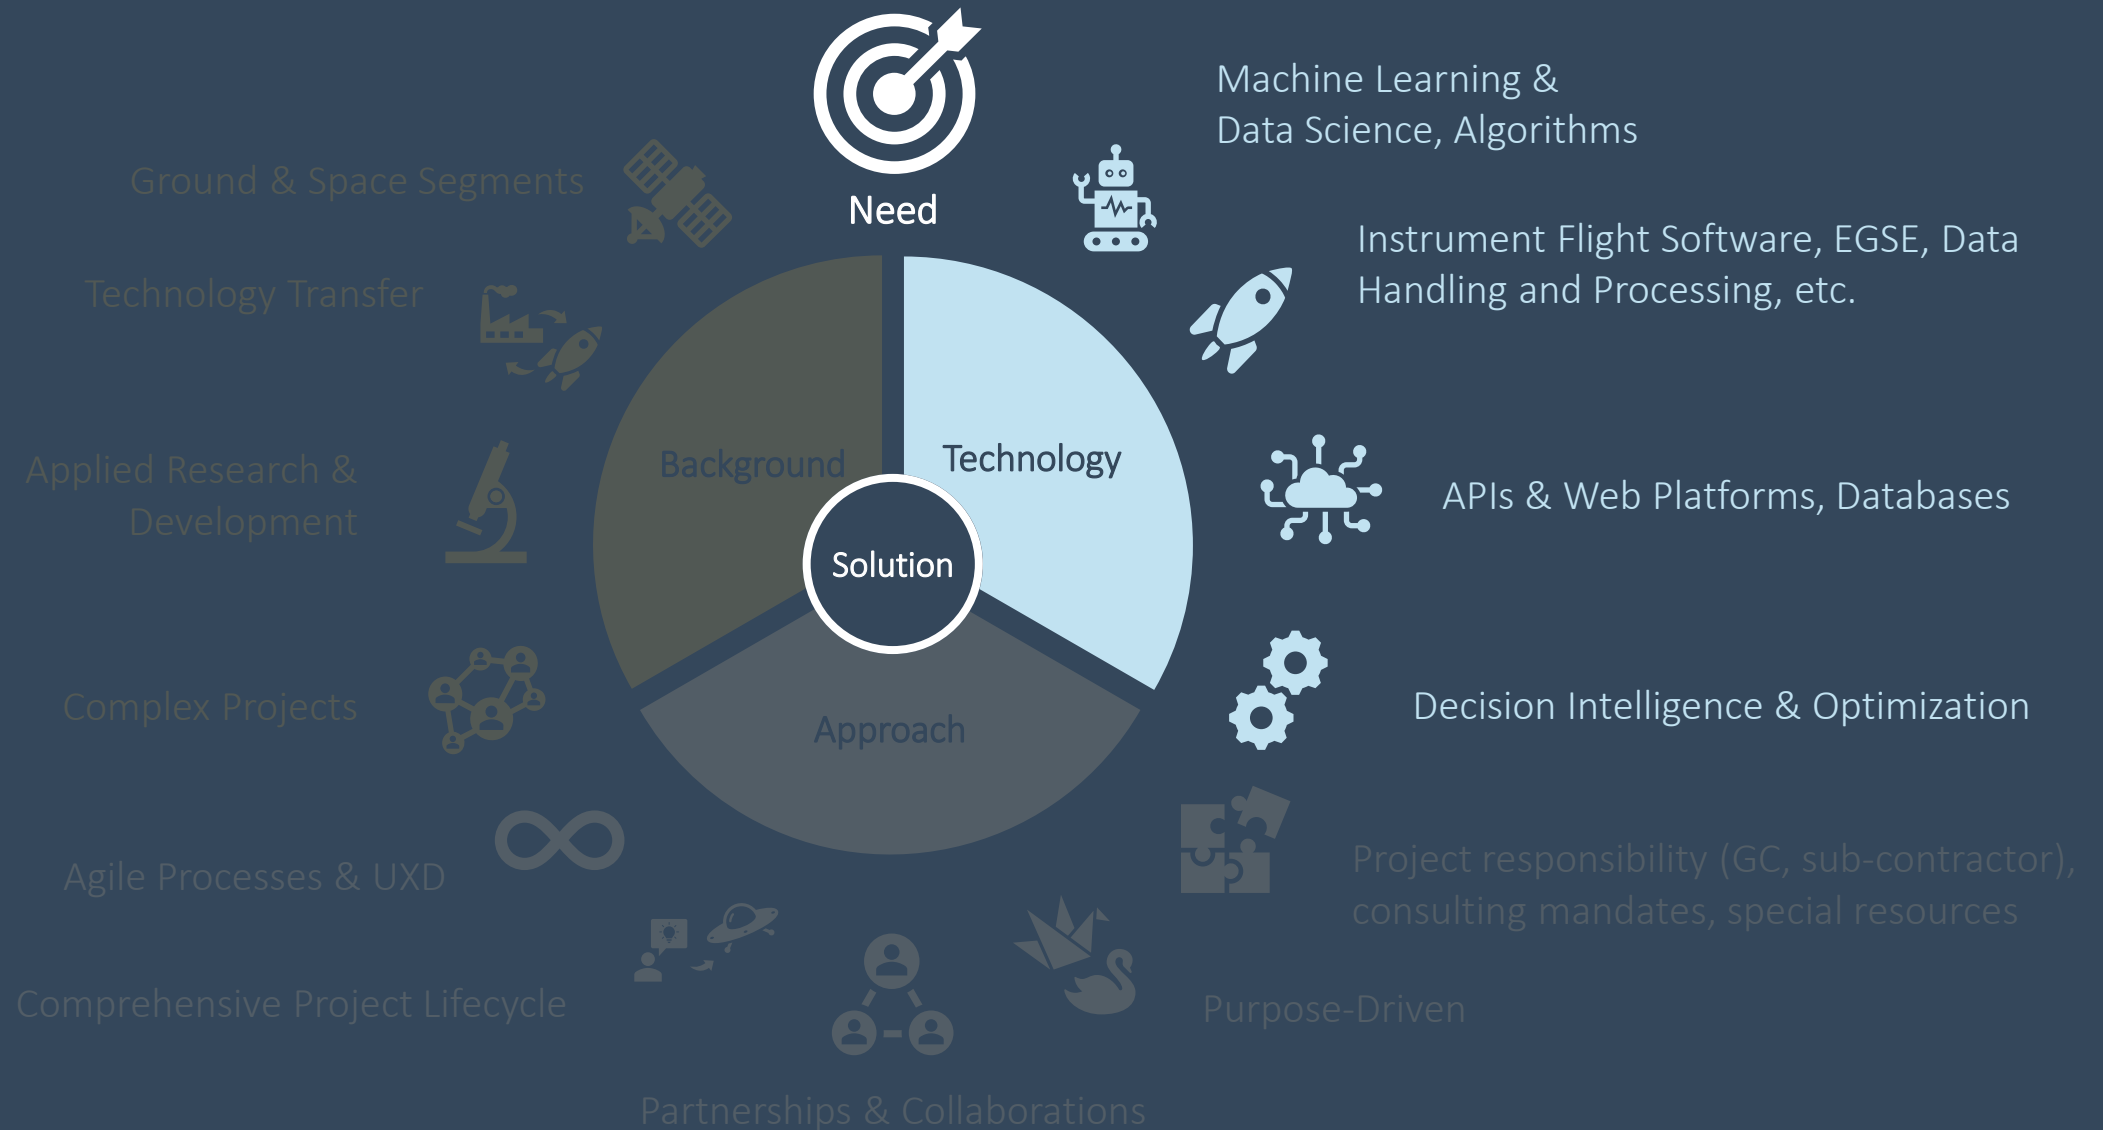 Need
Machine Learning &
Data Science, Algorithms
Instrument Flight Software, EGSE, Data
Handling and Processing, etc.
APIs & Web Platforms, Databases
Decision Intelligence & Optimization
Project responsibility (GC, sub-contractor),
consulting mandates, special resources
Purpose-Driven
Partnerships & Collaborations
Comprehensive Project Lifecycle
Agile Processes & UXD
Complex Projects
Applied Research &
Development
Technology Transfer
Ground & Space Segments
Background
Technology
Solution
Approach